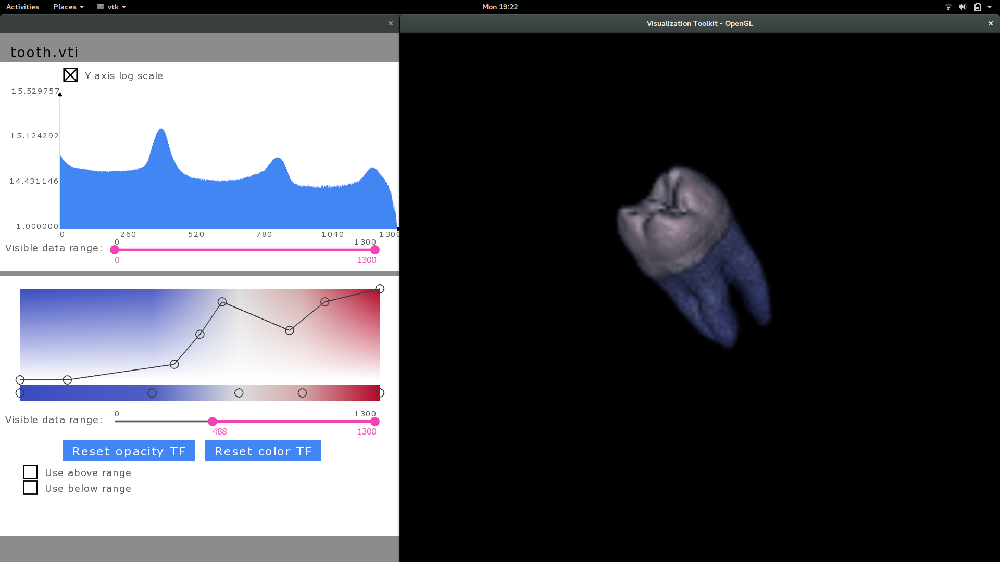 Activities Places vtk Mon 19:22
Visualization Toolkit - OpenGL
tooth.vti
Y axis log scale
15.529757
15.124292
14.431146
1.000000
0 260 520 780 1040 1300
0 1300
Visible data range:
0 1300
0 1300
Visible data range:
488 1300
Reset opacity TF Reset color TF
Use above range
Use below range